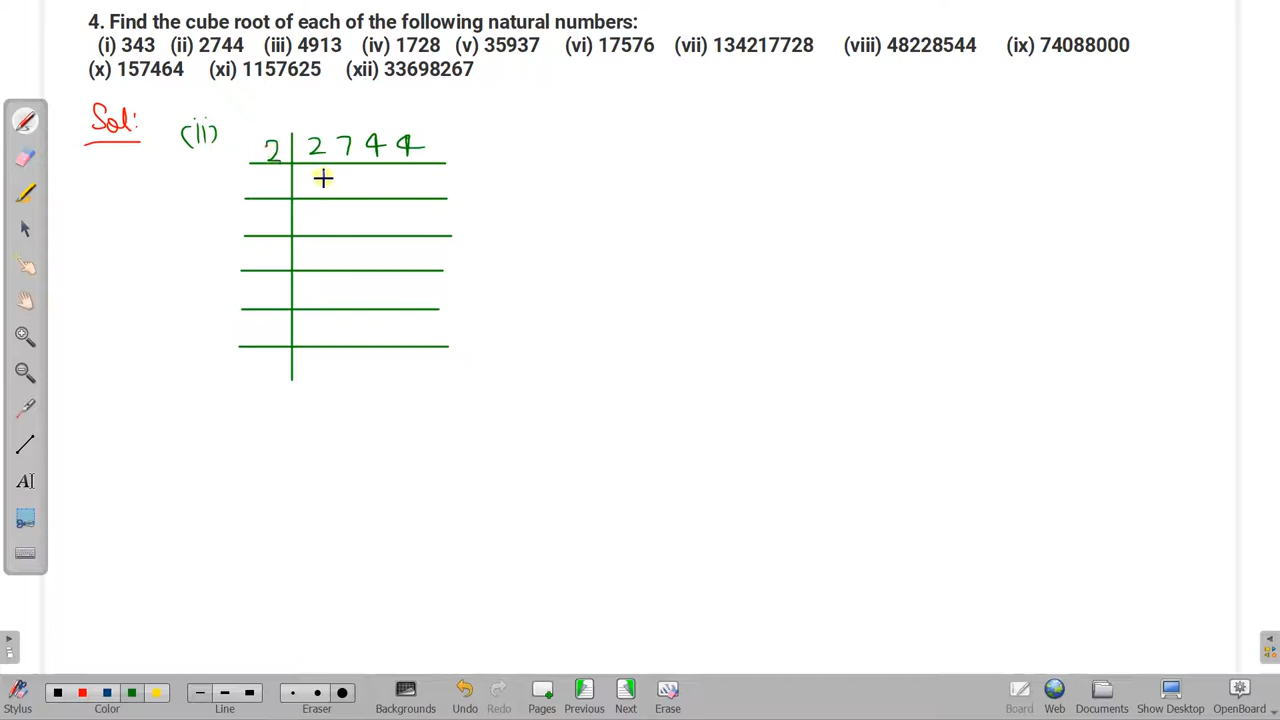 4. Find the cube root of each of the following natural numbers:
(i) 343 (ii) 2744 (iii) 4913 (iv) 1728 (v) 35937 (vi) 17576 (vii) 134217728 (viii) 48228544 (ix) 74088000
(x) 157464 (xi) 1157625 (xii) 33698267
Sol:
(ii) 2 2744
AI
Stylus Color Line Eraser Backgrounds Undo Redo Pages Previous Next Erase Board Web Documents Show Desktop OpenBoard